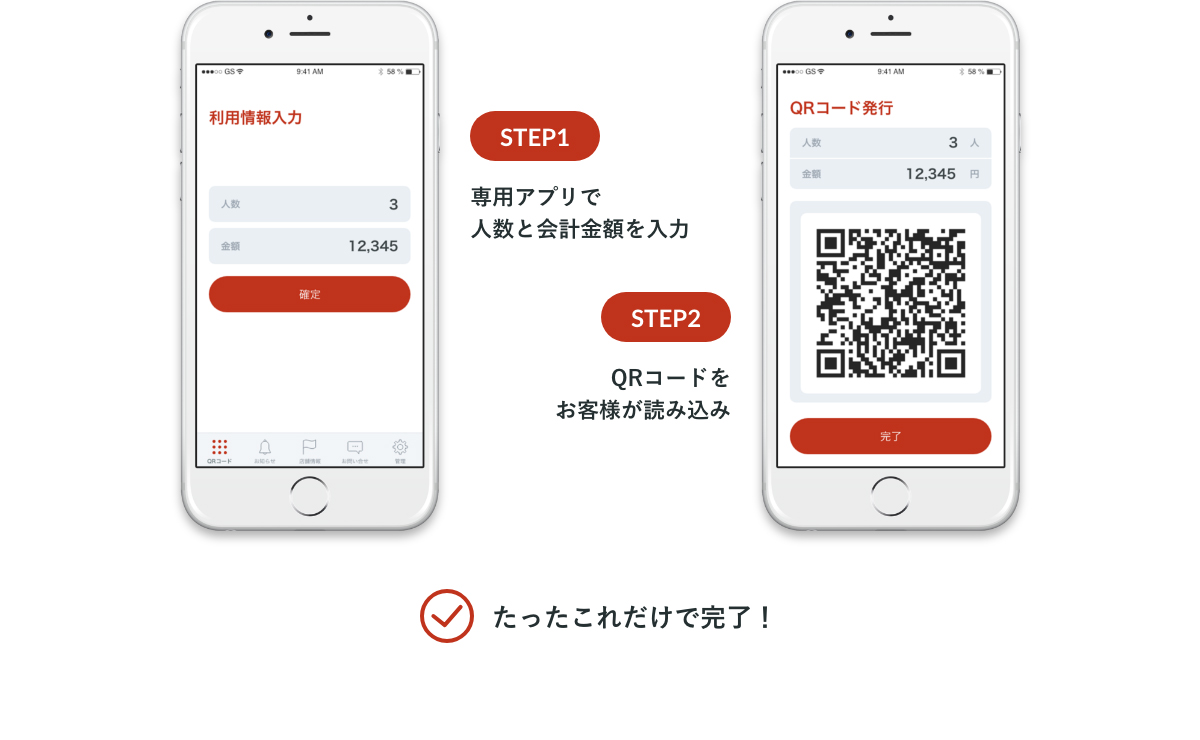 ●●●○○ GS 9:41 AM 58 %
利用情報入力
人数 3
金額 12,345
確定
QRコード お知らせ 店舗情報 お問い合せ 管理
STEP1
専用アプリで
人数と会計金額を入力
STEP2
QRコードを
お客様が読み込み
●●●○○ GS 9:41 AM 58 %
QRコード発行
人数 3 人
金額 12,345 円
完了
たったこれだけで完了！